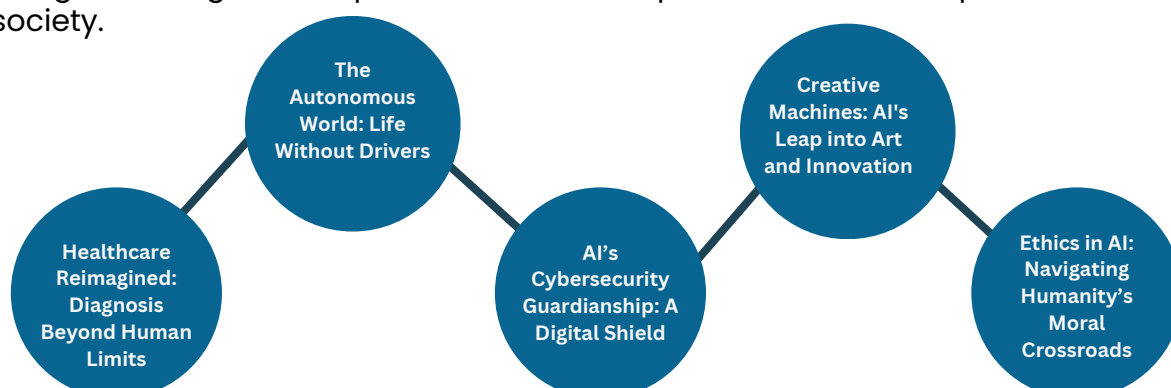 society.
The
Autonomous
World: Life
Without Drivers
Creative
Machines: AI's
Leap into Art
and Innovation
Healthcare
Reimagined:
Diagnosis
Beyond Human
Limits
AI’s
Cybersecurity
Guardianship: A
Digital Shield
Ethics in AI:
Navigating
Humanity’s
Moral
Crossroads